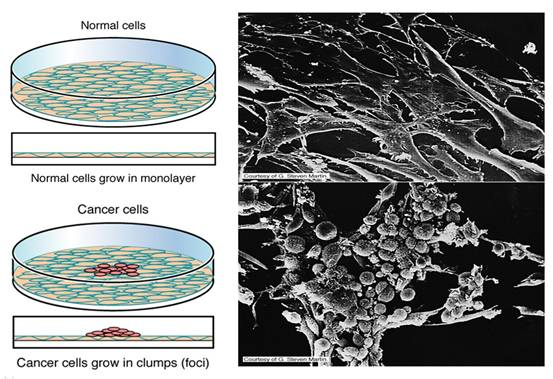 Normal cells
Normal cells grow in monolayer
Cancer cells
Cancer cells grow in clumps (foci)
Courtesy of G. Steven Martin
Courtesy of G. Steven Martin